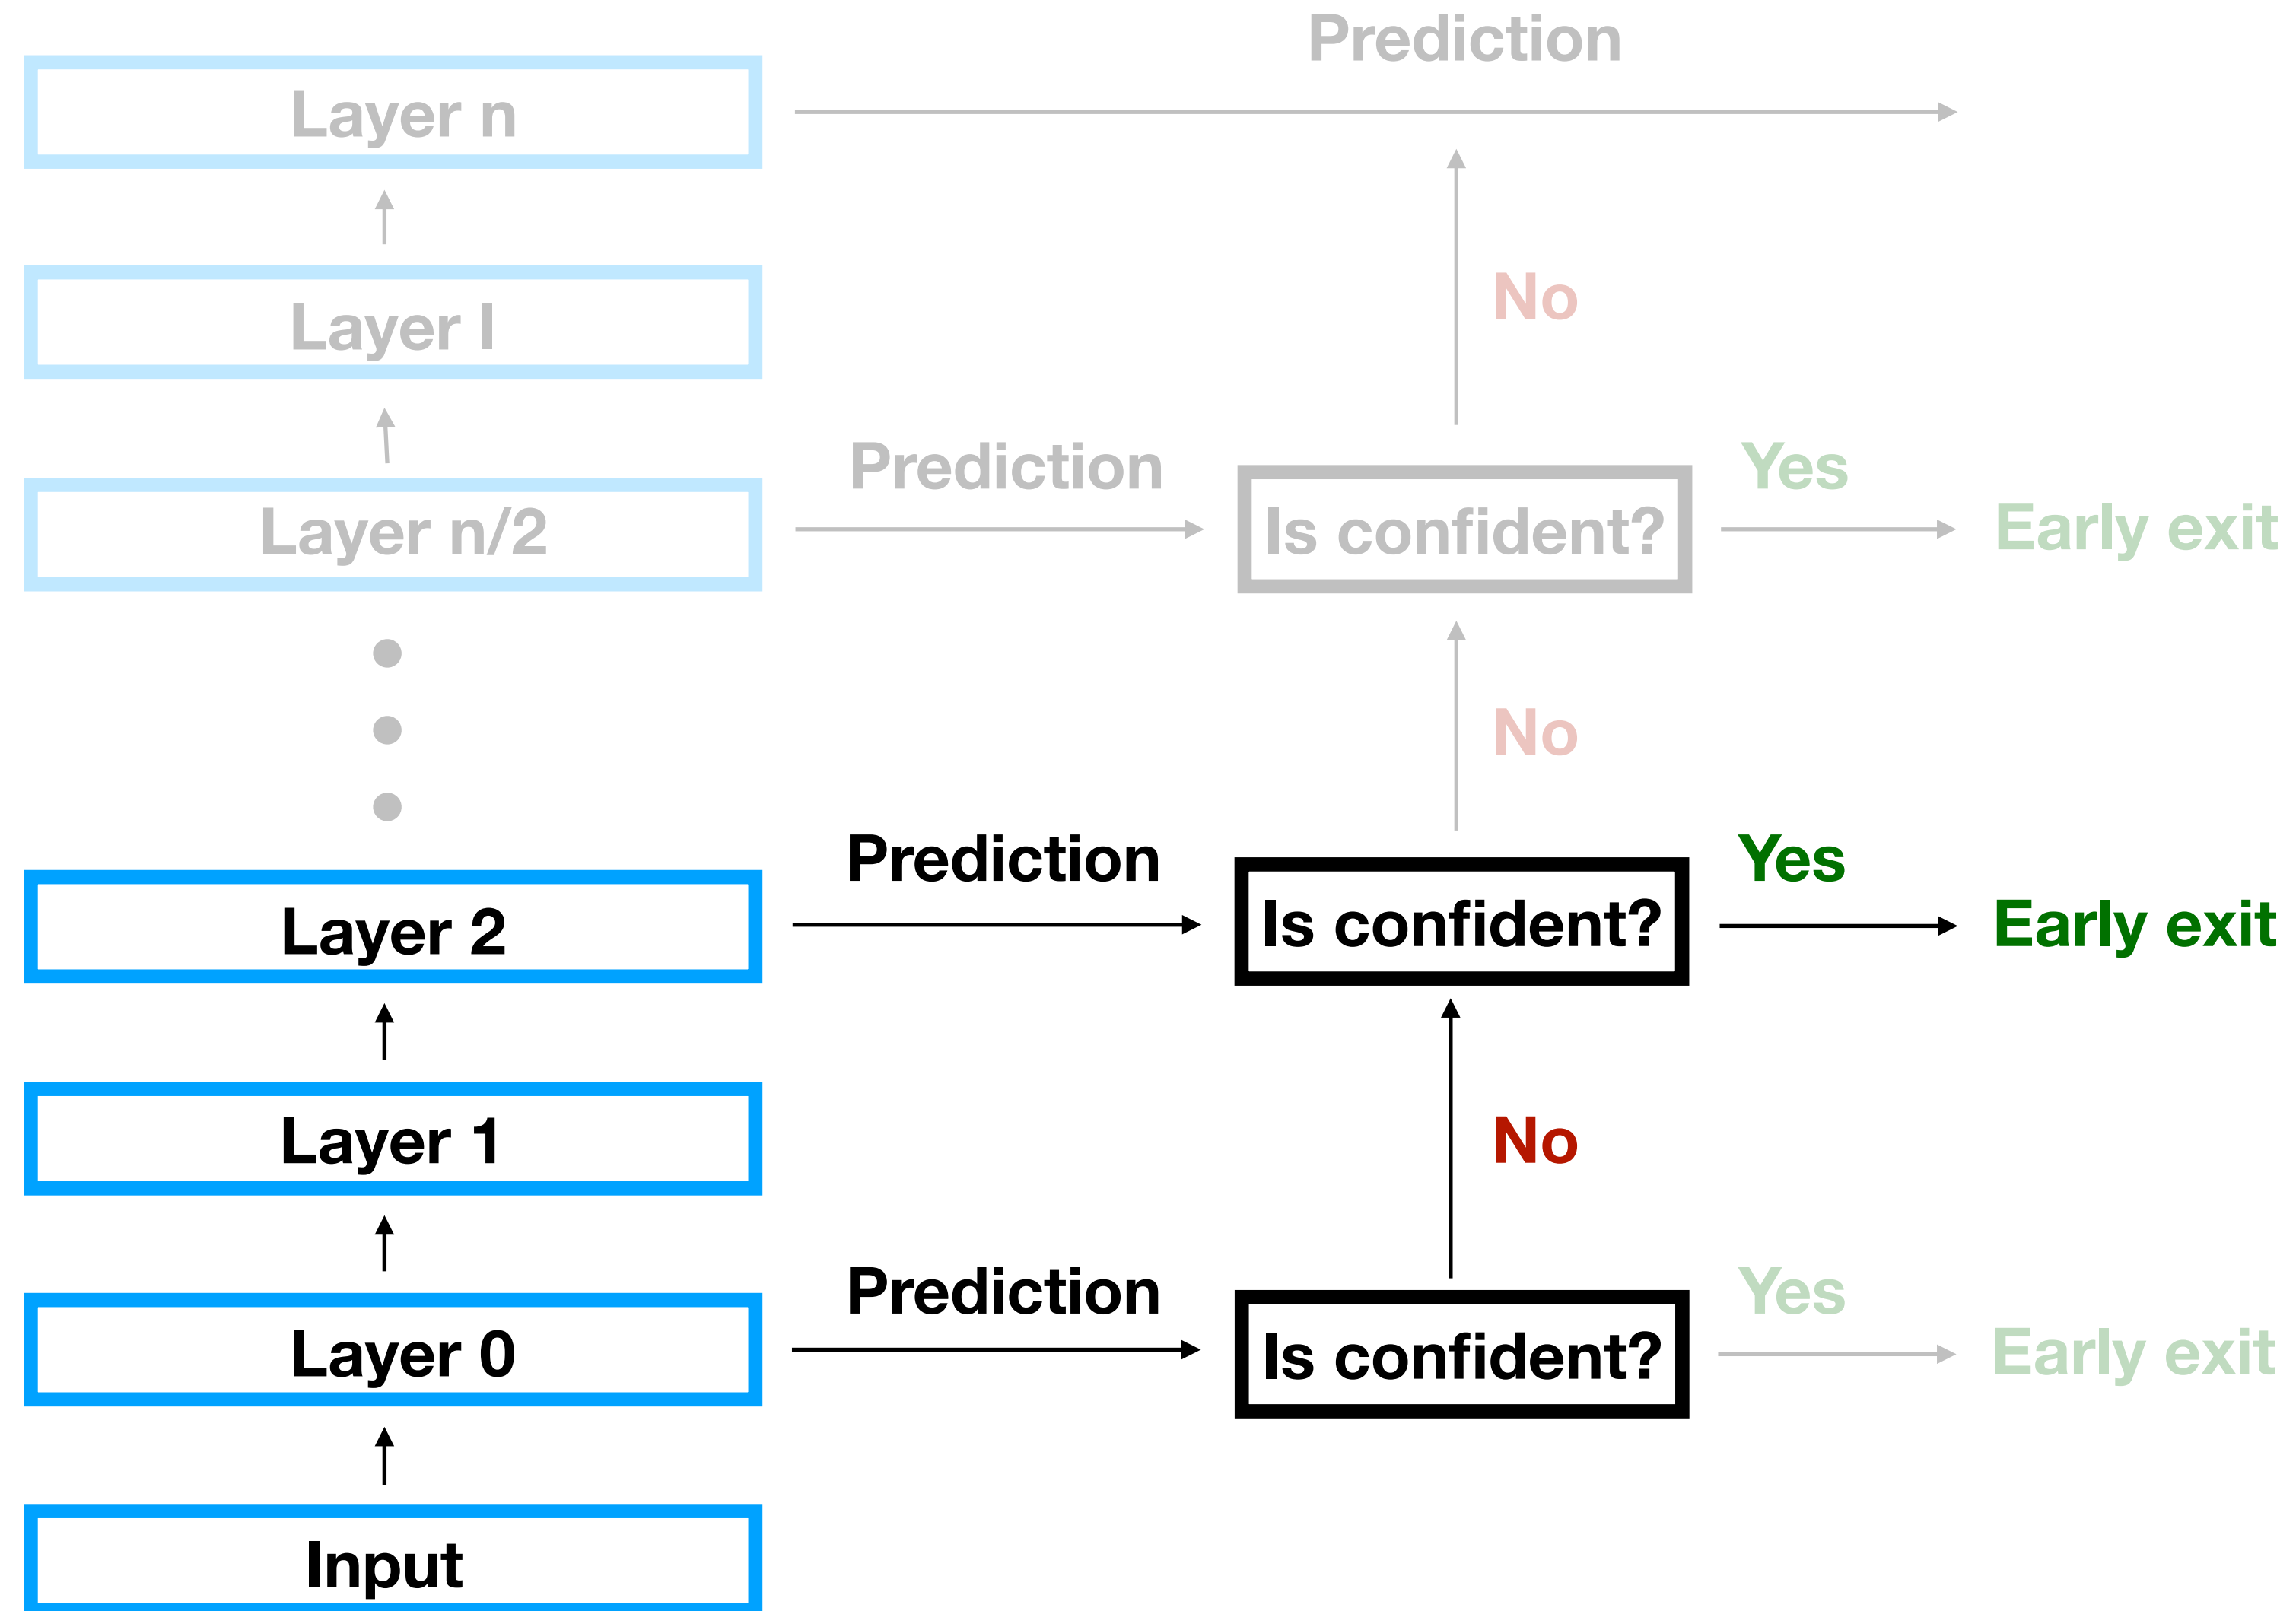 Prediction
Layer n
No
Layer l
Prediction
Yes
Layer n/2
Is confident?
Early exit
No
Prediction
Yes
Layer 2
Is confident?
Early exit
Layer 1
No
Prediction
Yes
Layer 0
Is confident?
Early exit
Input